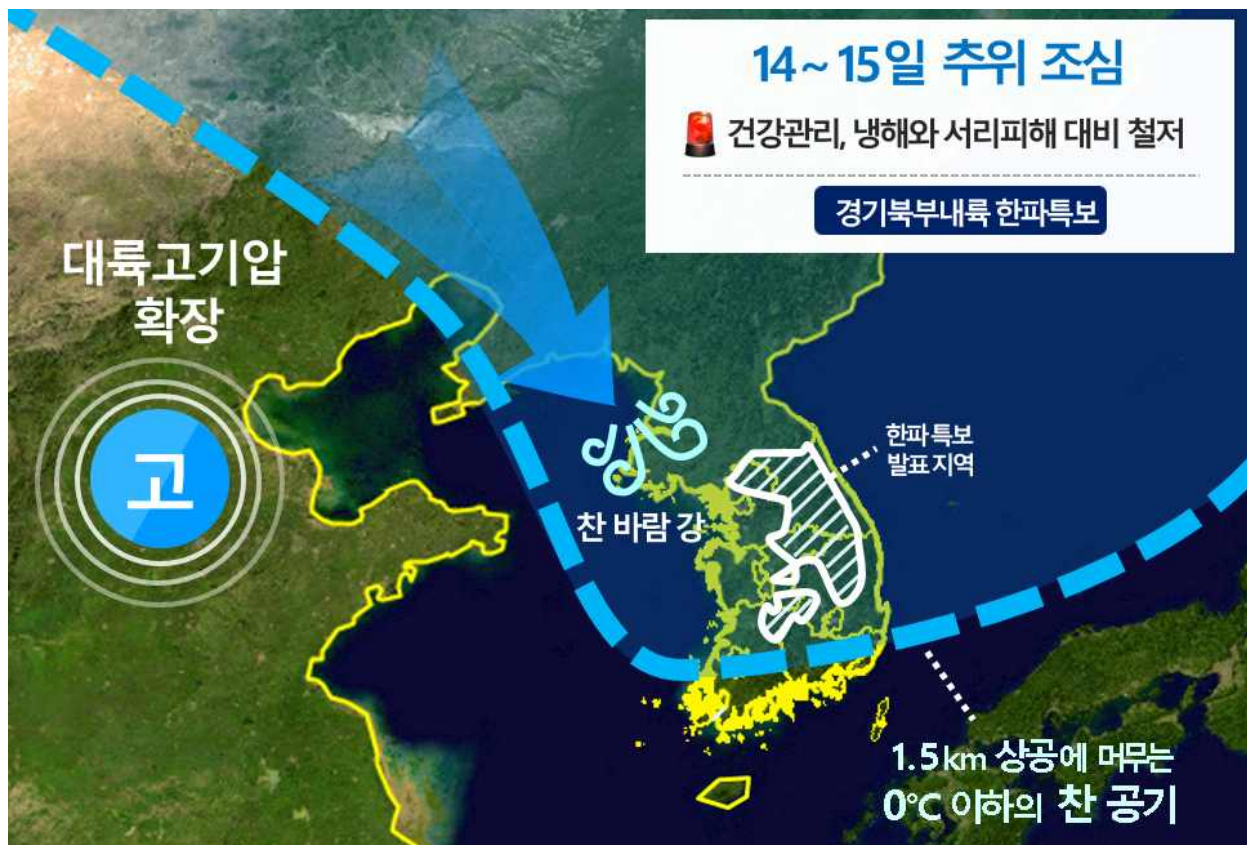 14~15일 추위 조심
건강관리, 냉해와 서리피해 대비 철저
경기북부내륙 한파특보
대륙고기압
확장
고
한파 특보
발표 지역
찬 바람 강
1.5km 상공에 머무는
0℃ 이하의 찬 공기